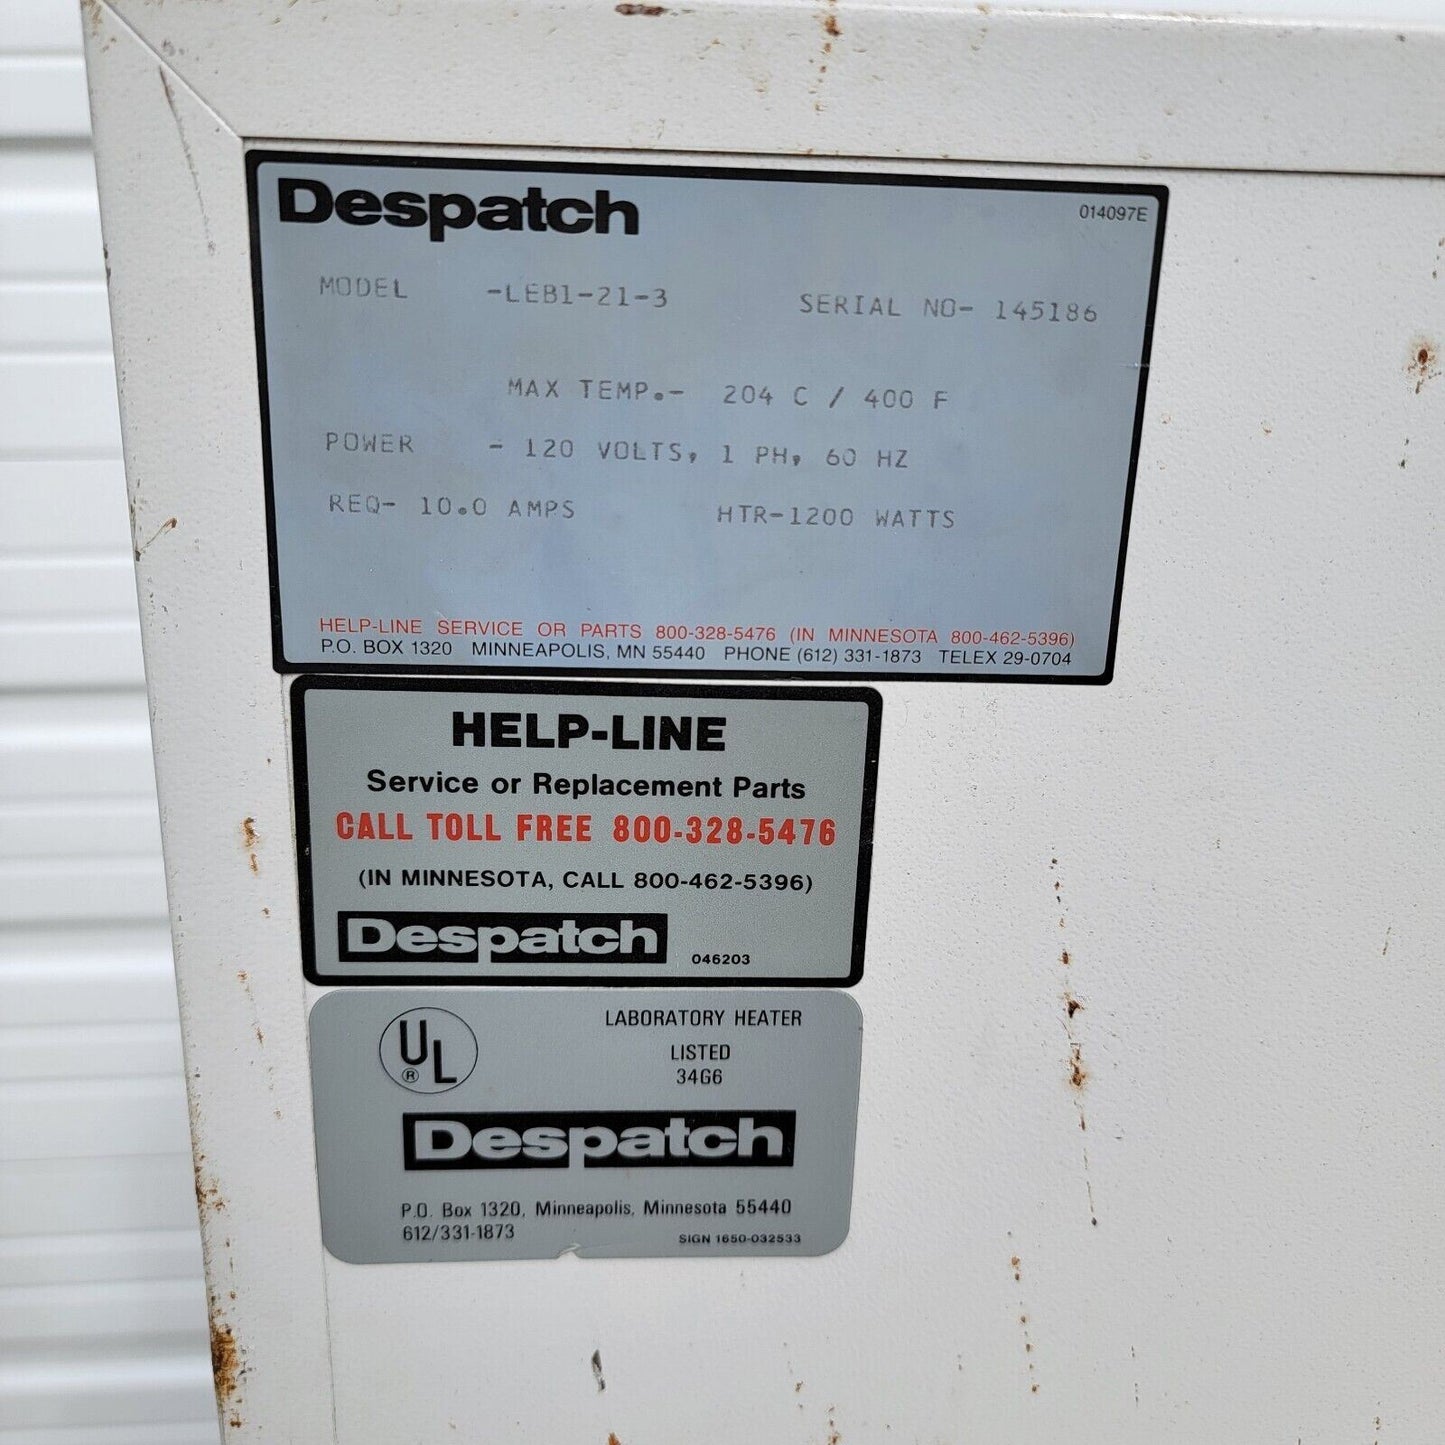 Despatch
014097E
MODEL -LEB1-21-3 SERIAL NO- 145186
MAX TEMP.- 204 C / 400 F
POWER - 120 VOLTS, 1 PH, 60 HZ
REQ- 10.0 AMPS HTR-1200 WATTS
HELP-LINE SERVICE OR PARTS 800-328-5476 (IN MINNESOTA 800-462-5396)
P.O. BOX 1320 MINNEAPOLIS, MN 55440 PHONE (612) 331-1873 TELEX 29-0704
HELP-LINE
Service or Replacement Parts
CALL TOLL FREE 800-328-5476
(IN MINNESOTA, CALL 800-462-5396)
Despatch 046203
UL ®
LABORATORY HEATER
LISTED
34G6
Despatch
P.O. Box 1320, Minneapolis, Minnesota 55440
612/331-1873 SIGN 1650-032533